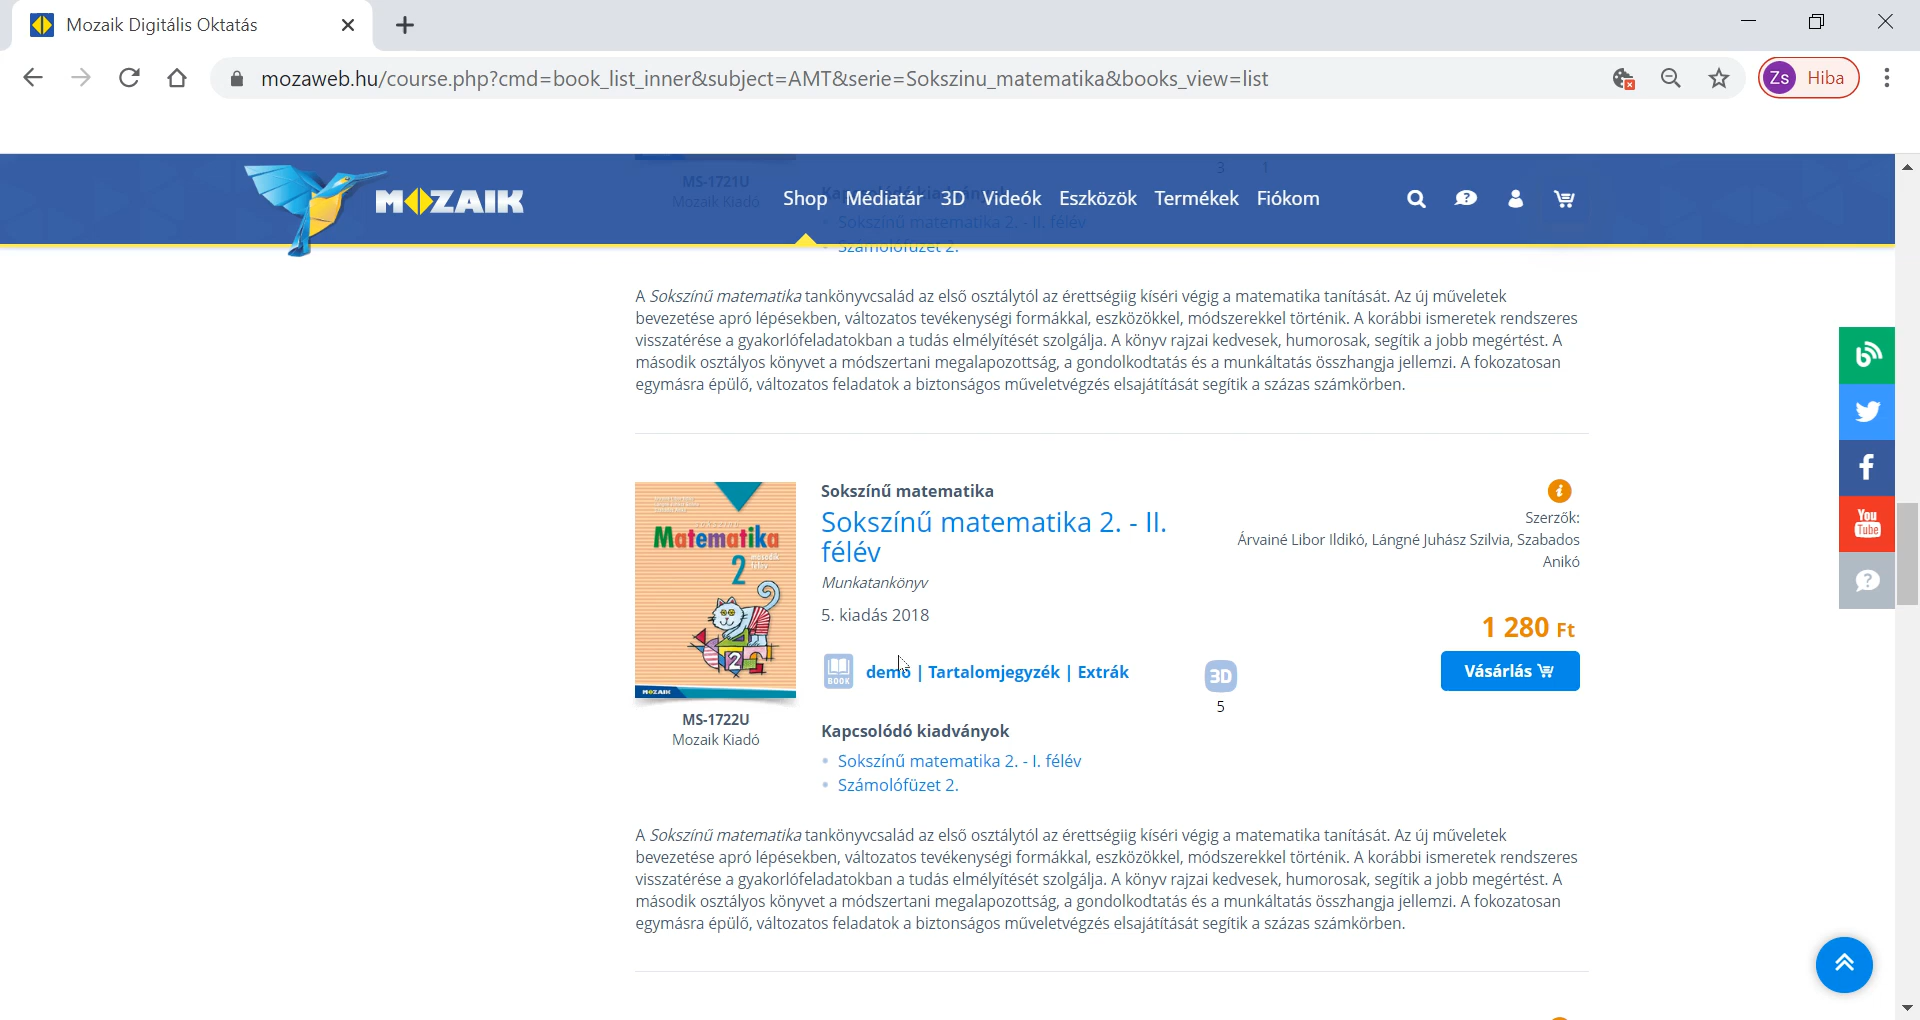 Mozaik Digitális Oktatás
mozaweb.hu/course.php?cmd=book_list_inner&subject=AMT&serie=Sokszinu_matematika&books_view=list
Zs Hiba
MS-1721U
Mozaik Kiadó
3 1
MOZAIK
Shop Médiatár 3D Videók Eszközök Termékek Fiókom
Sokszínű matematika 2. - II. félév
Számolófüzet 2.
A Sokszínű matematika tankönyvcsalád az első osztálytól az érettségiig kíséri végig a matematika tanítását. Az új műveletek
bevezetése apró lépésekben, változatos tevékenységi formákkal, eszközökkel, módszerekkel történik. A korábbi ismeretek rendszeres
visszatérése a gyakorlófeladatokban a tudás elmélyítését szolgálja. A könyv rajzai kedvesek, humorosak, segítik a jobb megértést. A
második osztályos könyvet a módszertani megalapozottság, a gondolkodtatás és a munkáltatás összhangja jellemzi. A fokozatosan
egymásra épülő, változatos feladatok a biztonságos műveletvégzés elsajátítását segítik a százas számkörben.
Matematika
2
második
félév
2
MOZAIK
MS-1722U
Mozaik Kiadó
Sokszínű matematika
Sokszínű matematika 2. - II.
félév
Munkatankönyv
5. kiadás 2018
BOOK
demó | Tartalomjegyzék | Extrák
3D
5
Szerzők:
Árvainé Libor Ildikó, Lángné Juhász Szilvia, Szabados
Anikó
1 280 Ft
Vásárlás
Kapcsolódó kiadványok
Sokszínű matematika 2. - I. félév
Számolófüzet 2.
A Sokszínű matematika tankönyvcsalád az első osztálytól az érettségiig kíséri végig a matematika tanítását. Az új műveletek
bevezetése apró lépésekben, változatos tevékenységi formákkal, eszközökkel, módszerekkel történik. A korábbi ismeretek rendszeres
visszatérése a gyakorlófeladatokban a tudás elmélyítését szolgálja. A könyv rajzai kedvesek, humorosak, segítik a jobb megértést. A
második osztályos könyvet a módszertani megalapozottság, a gondolkodtatás és a munkáltatás összhangja jellemzi. A fokozatosan
egymásra épülő, változatos feladatok a biztonságos műveletvégzés elsajátítását segítik a százas számkörben.
You
Tube